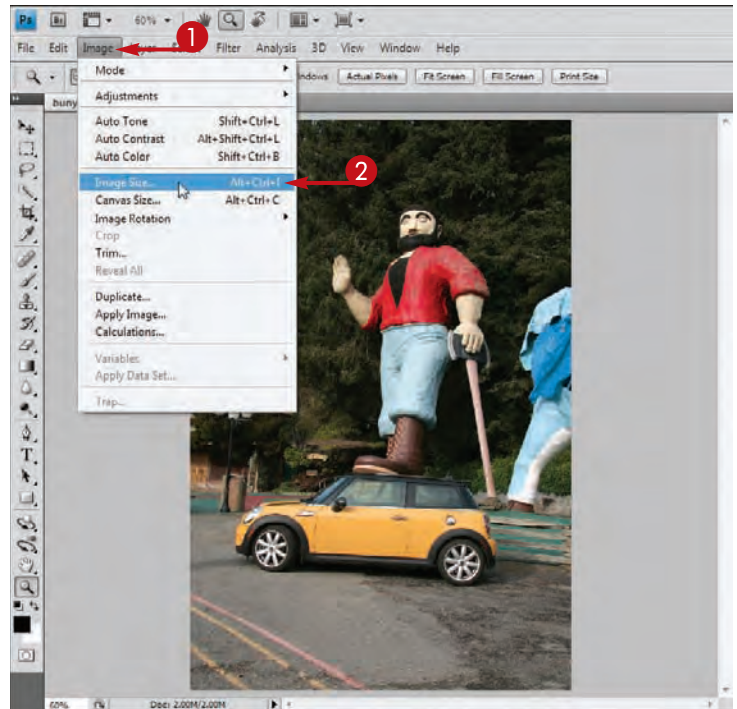 Ps Br 60%
1
File Edit Image Layer Filter Analysis 3D View Window Help
Actual Pixels Fit Screen Fill Screen Print Size
Mode
Adjustments
Auto Tone Shift+Ctrl+L
Auto Contrast Alt+Shift+Ctrl+L
Auto Color Shift+Ctrl+B
Image Size... Alt+Ctrl+I
2
Canvas Size... Alt+Ctrl+C
Image Rotation
Crop
Trim...
Reveal All
Duplicate...
Apply Image...
Calculations...
Variables
Apply Data Set...
Trap...
T
60% Doc: 2.00M/2.00M